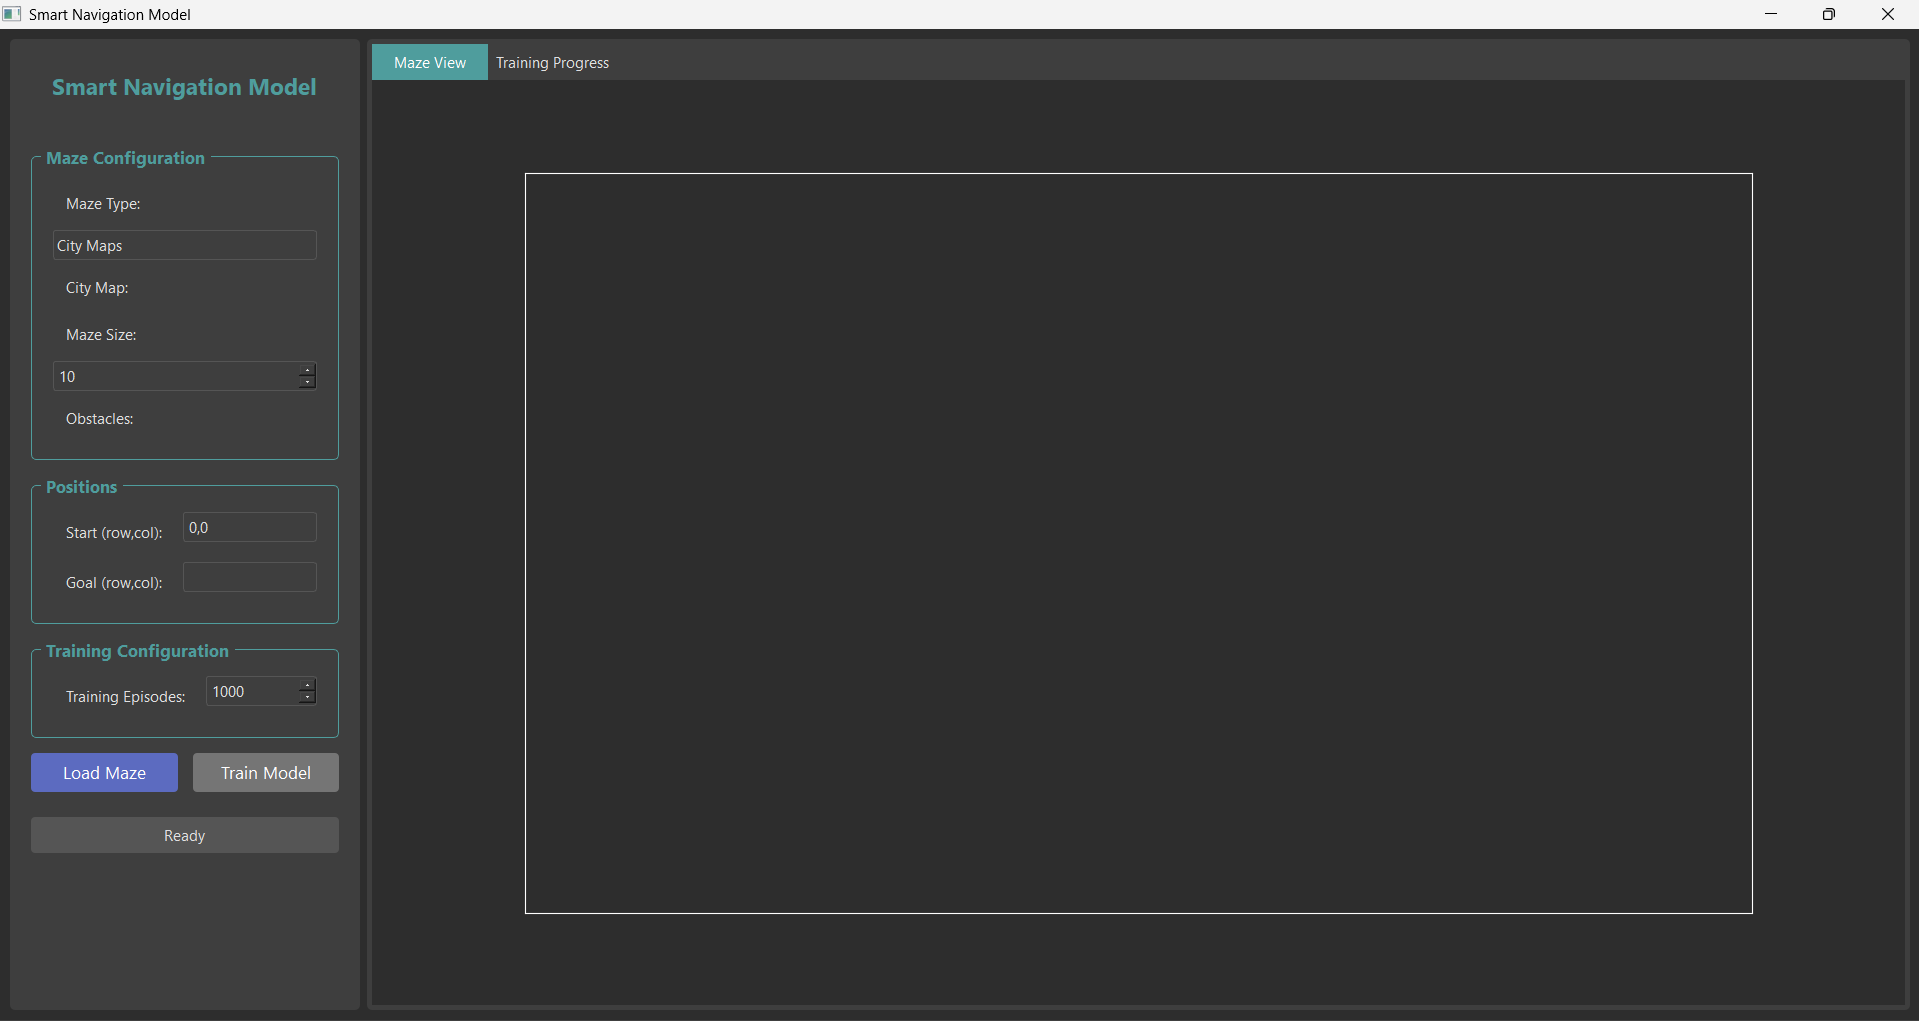 Smart Navigation Model
Smart Navigation Model
Maze Configuration
Maze Type:
City Maps
City Map:
Maze Size:
10
Obstacles:
Positions
Start (row,col):
0,0
Goal (row,col):
Training Configuration
Training Episodes:
1000
Load Maze
Train Model
Ready
Maze View
Training Progress